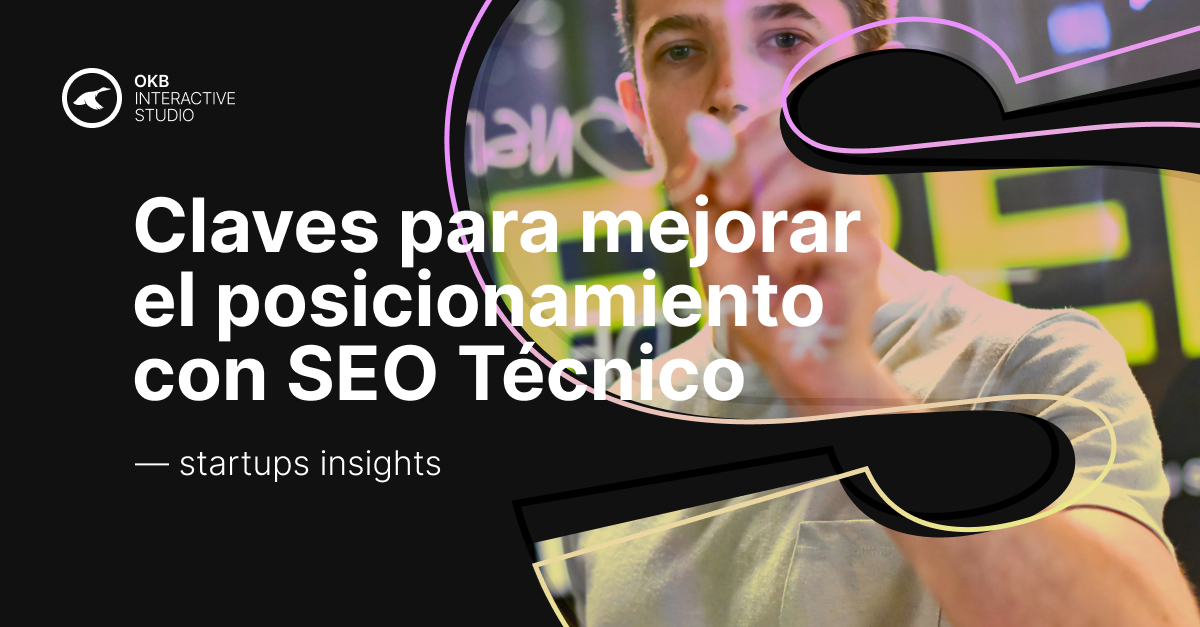 OKB
INTERACTIVE
STUDIO
Claves para mejorar
el posicionamiento
con SEO Técnico
— startups insights